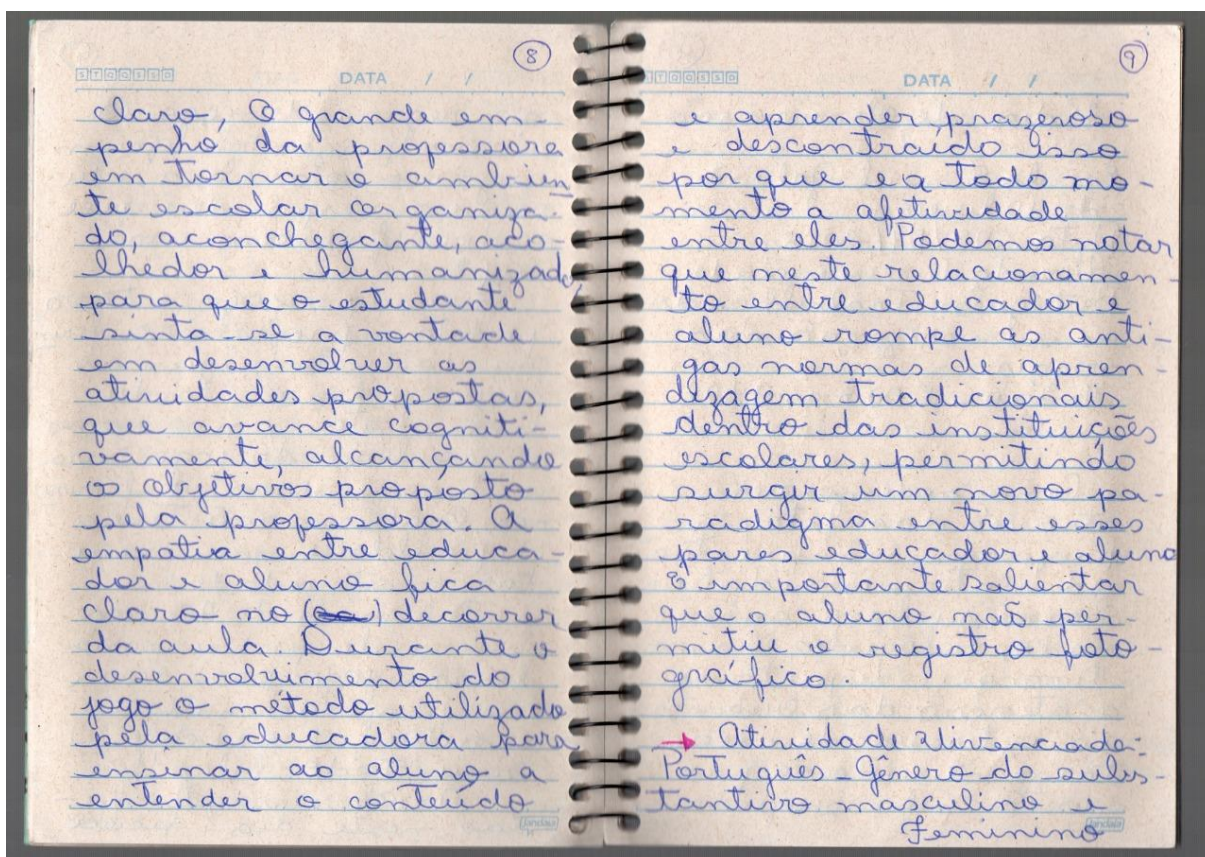 8
STQQSSD
DATA / /
claro, O grande em-
penho da professora
em tornar o ambien
te escolar organiza-
do, aconchegante, aco-
lhedor e humanizado,
para que o estudante
sinta-se a vontade
em desenvolver as
atividades propostas,
que avance cogniti-
vamente, alcançando
os objetivos proposto
pela professora. A
empatia entre educa-
dor e aluno fica
claro no decorrer
da aula. Durante o
desenvolvimento do
jogo o método utilizado
pela educadora para
ensinar ao aluno a
entender o conteúdo
jandaia
9
STQQSSD
DATA / /
e aprender, prazeroso
e descontraído isso
por que e a todo mo-
mento a afetividade
entre eles. Podemos notar
que neste relacionamen-
to entre educador e
aluno rompe as anti-
gas normas de apren-
dizagem tradicionais
dentro das instituições
escolares, permitindo
surgir um novo pa-
radigma entre esses
pares educador e aluno
É importante salientar
que o aluno não per-
mitiu o registro foto-
gráfico.
→ Atividade vivenciada:
Português - Gênero do subs-
tantivo masculino e
Feminino
jandaia